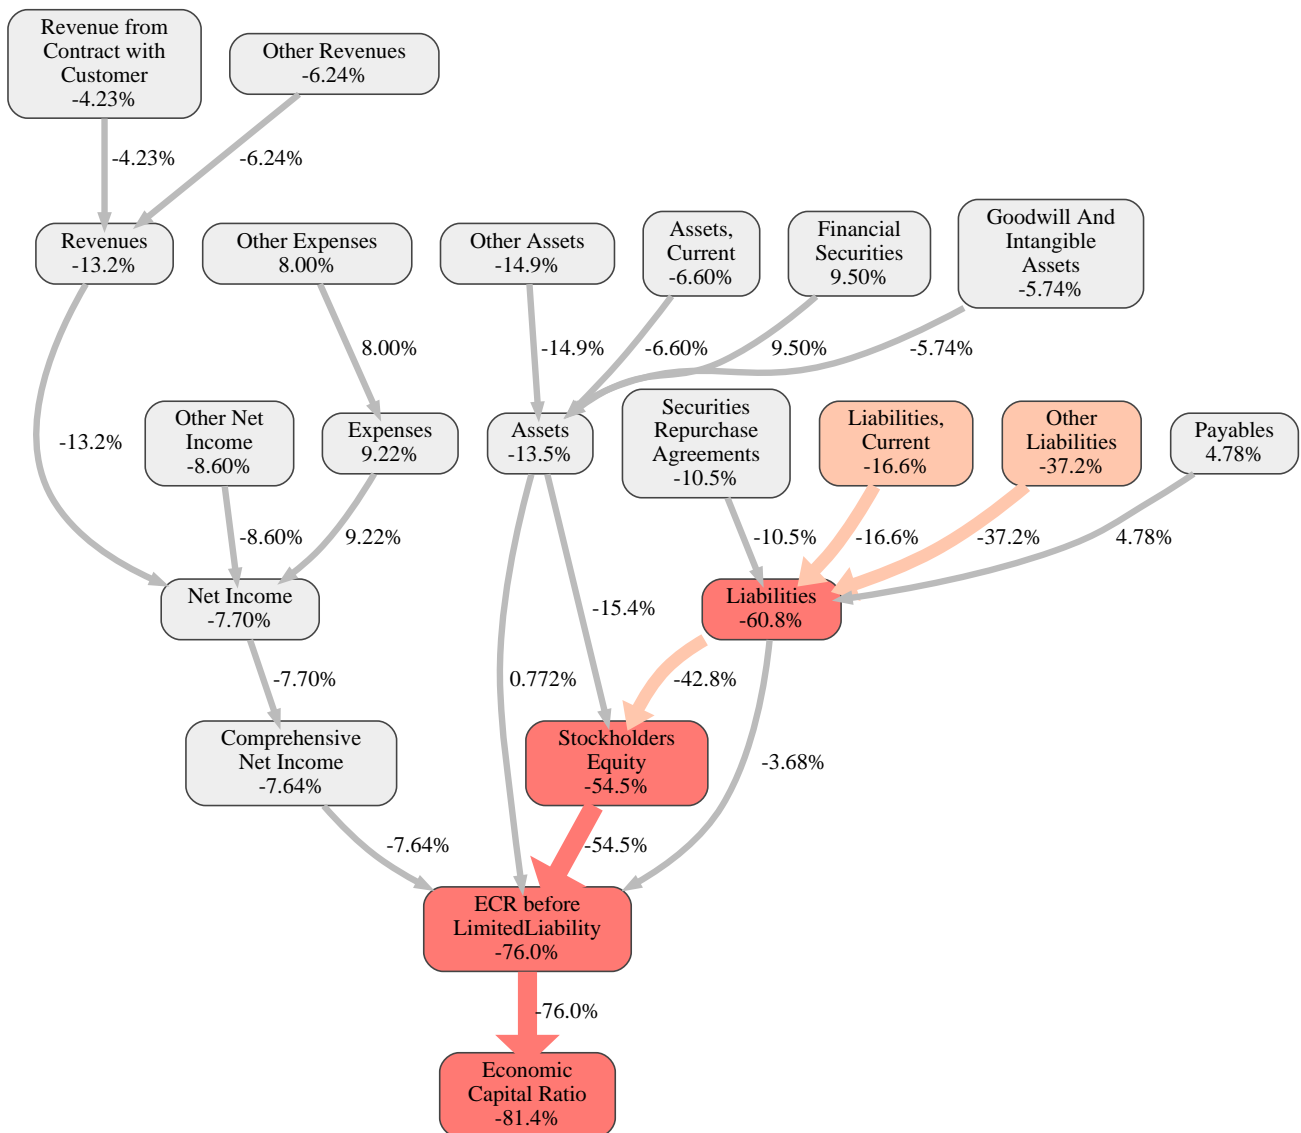 Revenue from
Contract with
Customer
-4.23%
Other Revenues
-6.24%
-4.23%
-6.24%
Revenues
-13.2%
Other Expenses
8.00%
Other Assets
-14.9%
Assets,
Current
-6.60%
Financial
Securities
9.50%
Goodwill And
Intangible
Assets
-5.74%
8.00%
-14.9%
-6.60%
9.50%
-5.74%
-13.2%
Other Net
Income
-8.60%
Expenses
9.22%
Assets
-13.5%
Securities
Repurchase
Agreements
-10.5%
Liabilities,
Current
-16.6%
Other
Liabilities
-37.2%
Payables
4.78%
-8.60%
9.22%
-10.5%
-16.6%
-37.2%
4.78%
Net Income
-7.70%
-15.4%
Liabilities
-60.8%
-7.70%
0.772%
-42.8%
Comprehensive
Net Income
-7.64%
Stockholders
Equity
-54.5%
-3.68%
-7.64%
-54.5%
ECR before
LimitedLiability
-76.0%
-76.0%
Economic
Capital Ratio
-81.4%